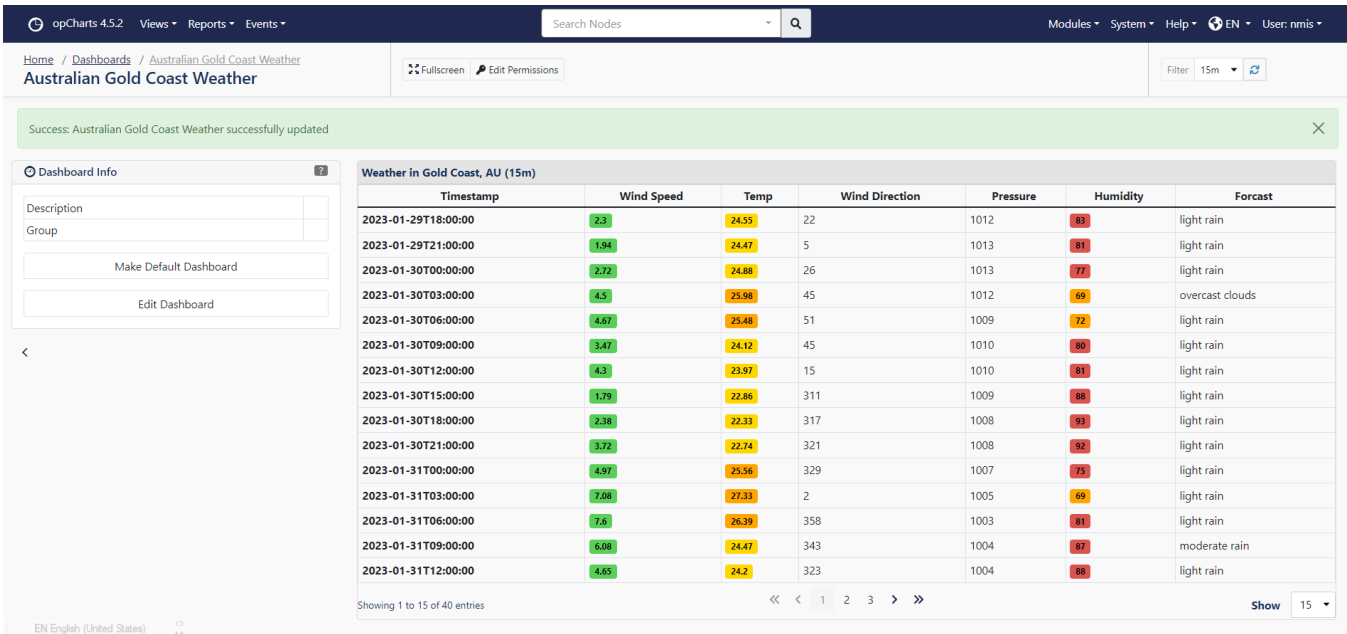 opCharts 4.5.2 Views Reports Events Search Nodes Modules System Help EN User: nmis
Home / Dashboards / Australian Gold Coast Weather
Australian Gold Coast Weather
Fullscreen Edit Permissions
Filter 15m
Success: Australian Gold Coast Weather successfully updated
Dashboard Info ?
Description
Group
Make Default Dashboard
Edit Dashboard
Weather in Gold Coast, AU (15m)
Timestamp Wind Speed Temp Wind Direction Pressure Humidity Forcast
2023-01-29T18:00:00 2.3 24.55 22 1012 83 light rain
2023-01-29T21:00:00 1.94 24.47 5 1013 81 light rain
2023-01-30T00:00:00 2.72 24.88 26 1013 77 light rain
2023-01-30T03:00:00 4.5 25.98 45 1012 69 overcast clouds
2023-01-30T06:00:00 4.67 25.48 51 1009 72 light rain
2023-01-30T09:00:00 3.47 24.12 45 1010 80 light rain
2023-01-30T12:00:00 4.3 23.97 15 1010 81 light rain
2023-01-30T15:00:00 1.79 22.86 311 1009 88 light rain
2023-01-30T18:00:00 2.38 22.33 317 1008 93 light rain
2023-01-30T21:00:00 3.72 22.74 321 1008 92 light rain
2023-01-31T00:00:00 4.97 25.56 329 1007 75 light rain
2023-01-31T03:00:00 7.08 27.33 2 1005 69 light rain
2023-01-31T06:00:00 7.6 26.39 358 1003 81 light rain
2023-01-31T09:00:00 6.08 24.47 343 1004 87 moderate rain
2023-01-31T12:00:00 4.65 24.2 323 1004 88 light rain
Showing 1 to 15 of 40 entries « ‹ 1 2 3 › » Show 15
EN English (United States)